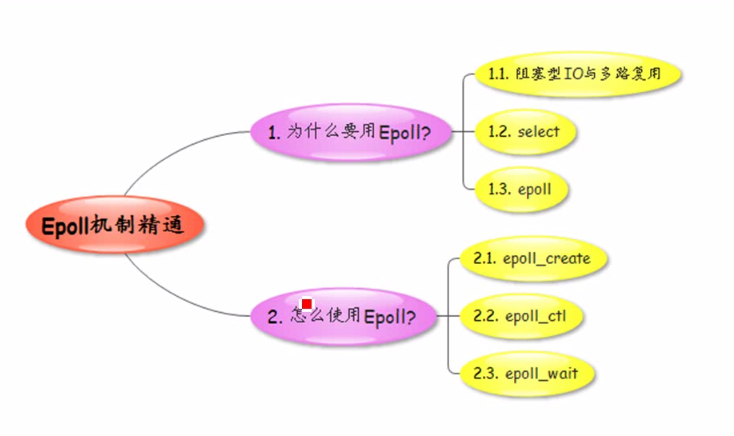 Epoll机制精通
1. 为什么要用Epoll?
1.1. 阻塞型IO与多路复用
1.2. select
1.3. epoll
2. 怎么使用Epoll?
2.1. epoll_create
2.2. epoll_ctl
2.3. epoll_wait